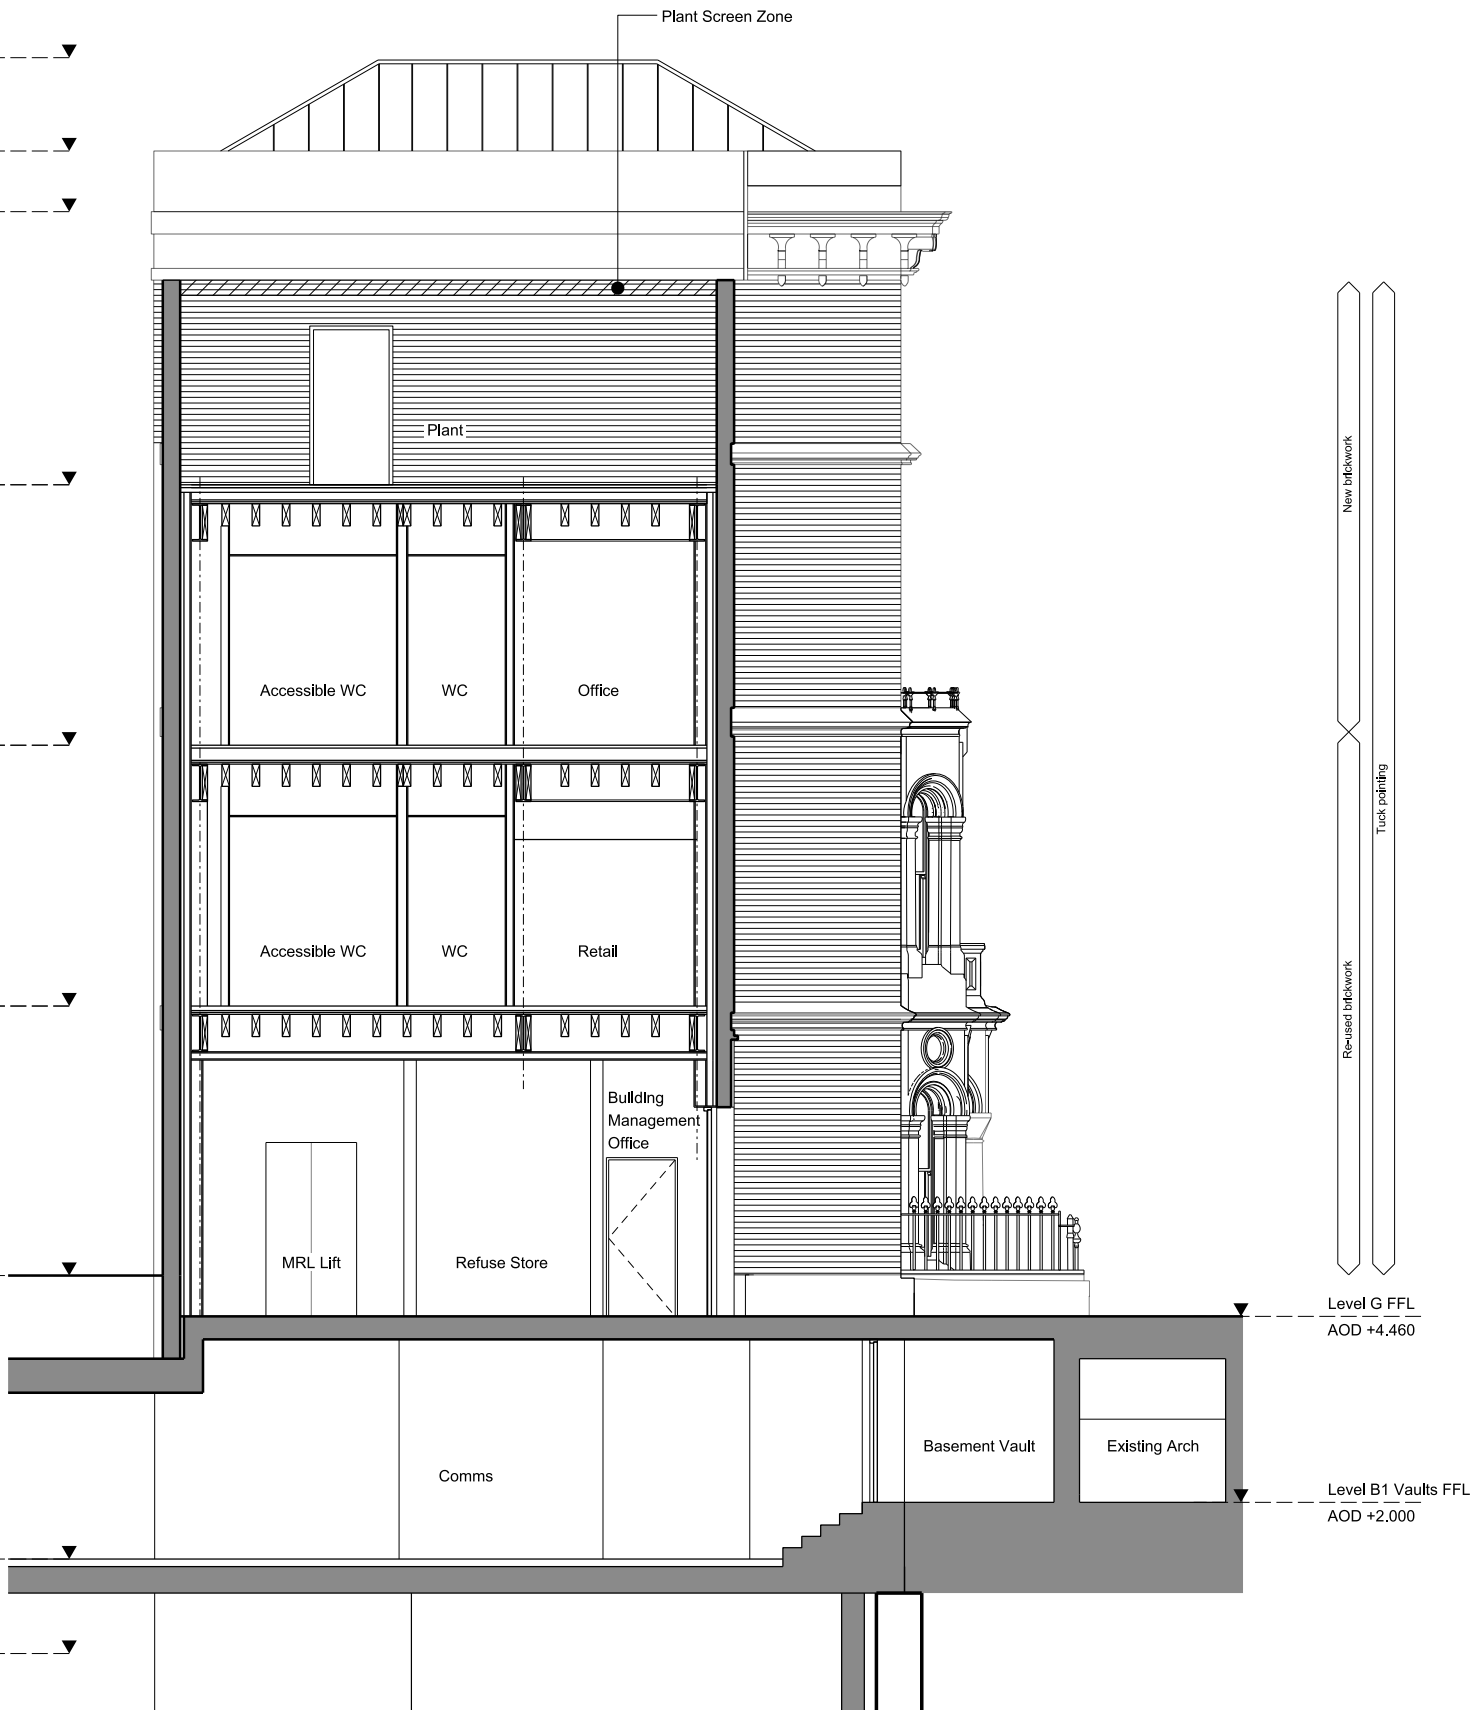 Plant Screen Zone
Plant
New brickwork
Accessible WC
WC
Office
Tuck pointing
Accessible WC
WC
Retail
Re-used brickwork
Building
Management
Office
MRL Lift
Refuse Store
Level G FFL
AOD +4.460
Basement Vault
Existing Arch
Comms
Level B1 Vaults FFL
AOD +2.000